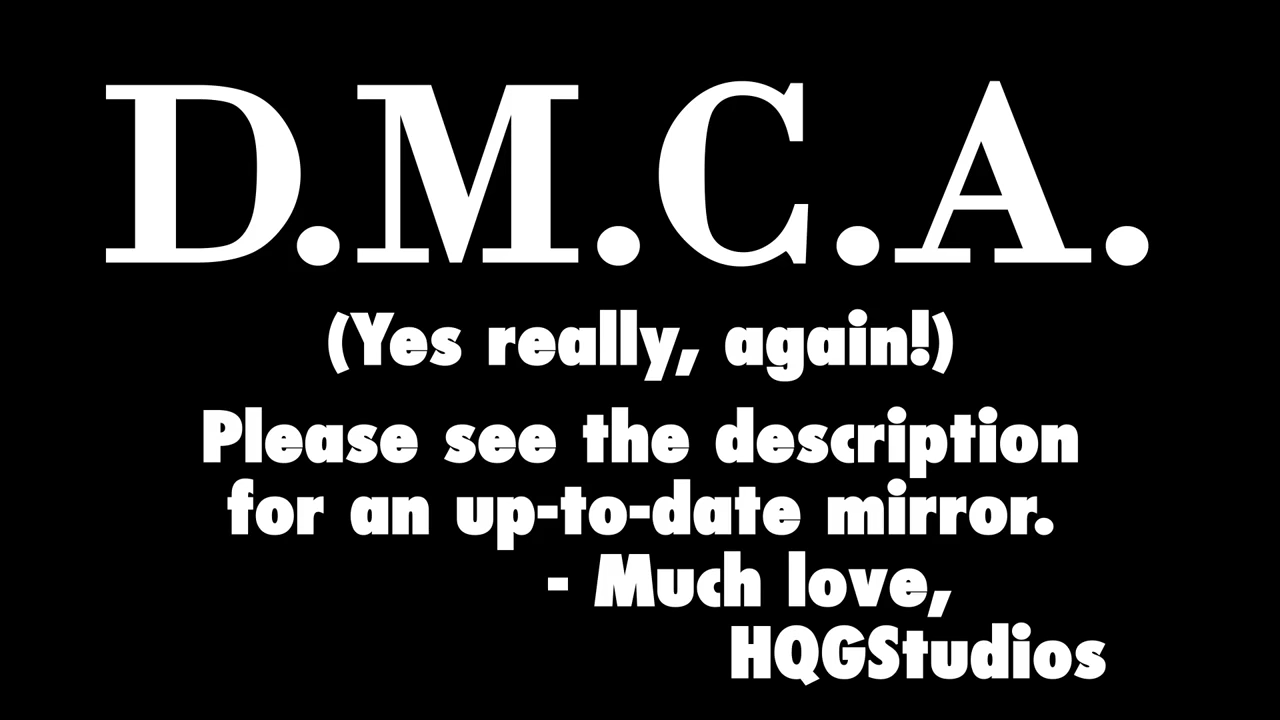 D.M.C.A.
(Yes really, again!)
Please see the description
for an up-to-date mirror.
- Much love,
HQGStudios